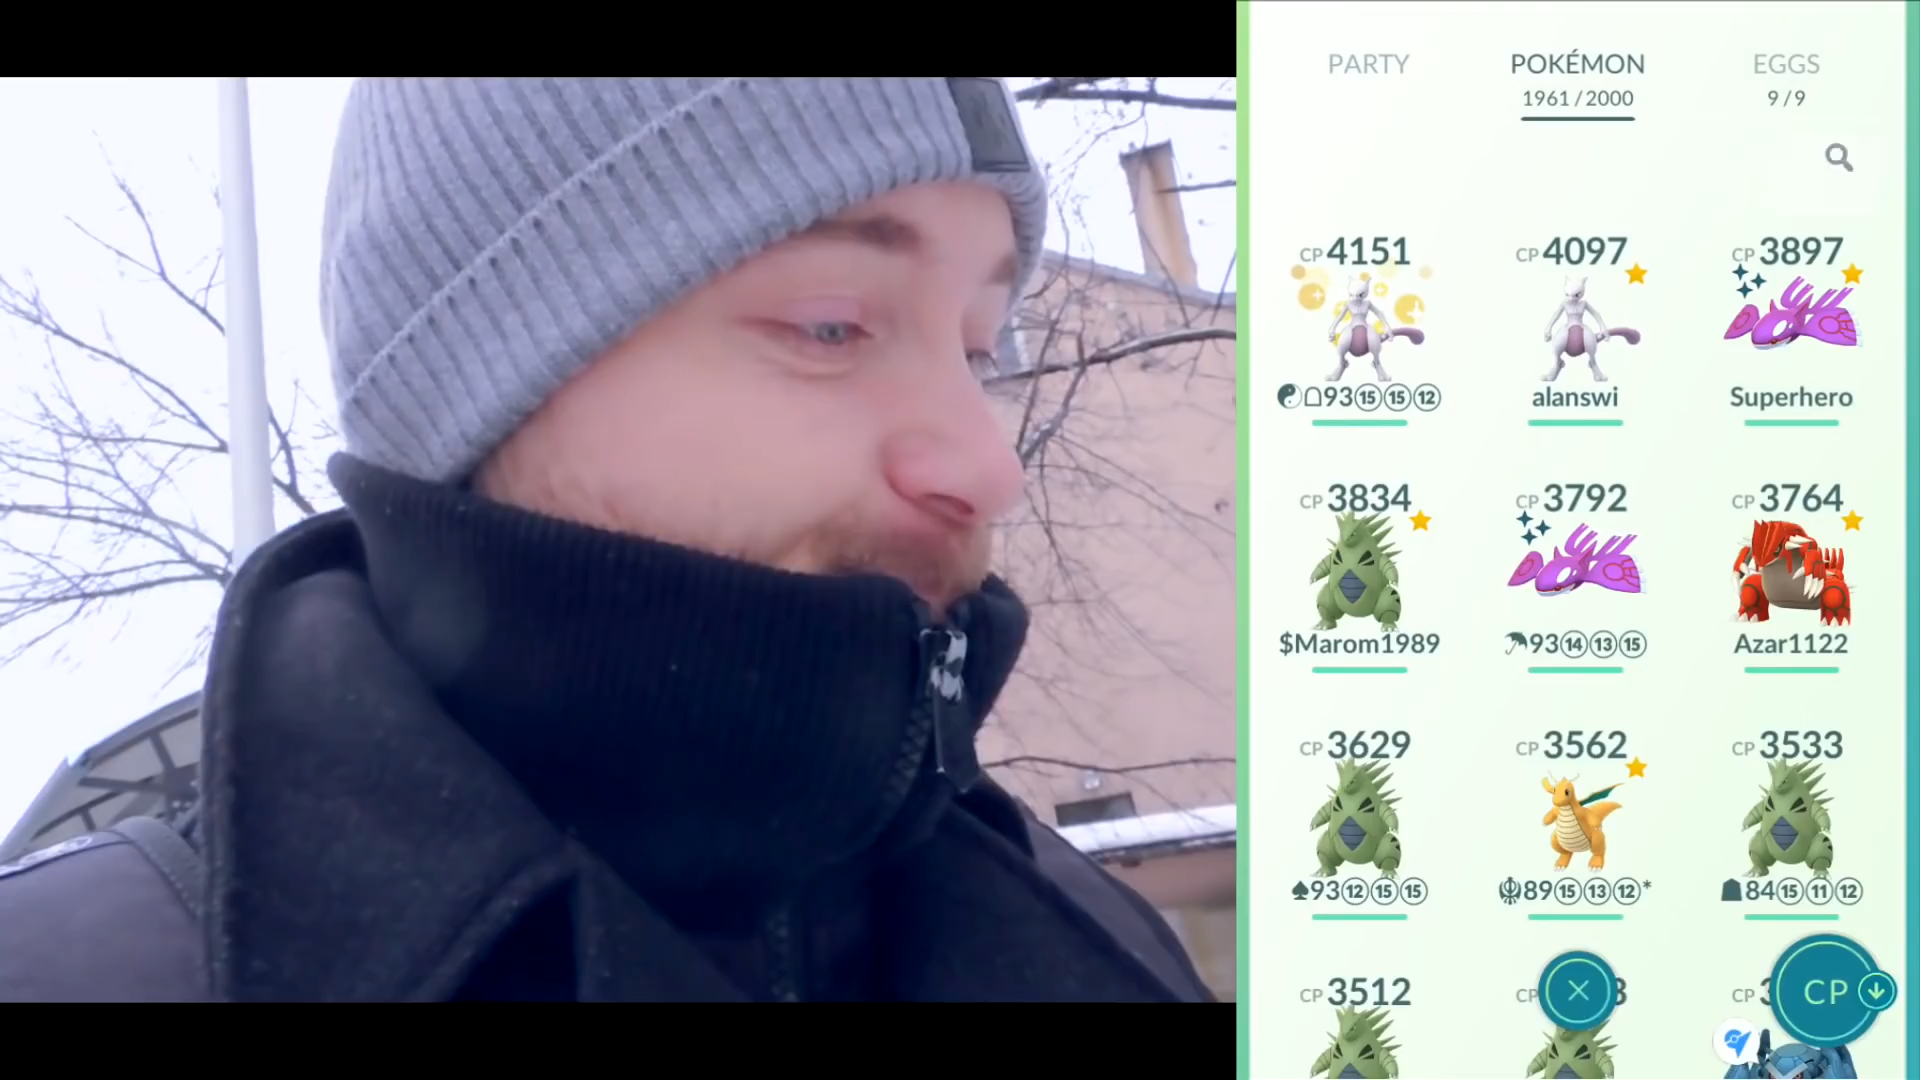 PARTY POKÉMON EGGS
1961 / 2000 9 / 9
CP 4151 CP 4097 CP 3897
93 15 15 12 alanswi Superhero
CP 3834 CP 3792 CP 3764
$Marom1989 93 14 13 15 Azar1122
CP 3629 CP 3562 CP 3533
93 12 15 15 89 15 13 12 * 84 15 11 12
CP 3512 CP CP
CP